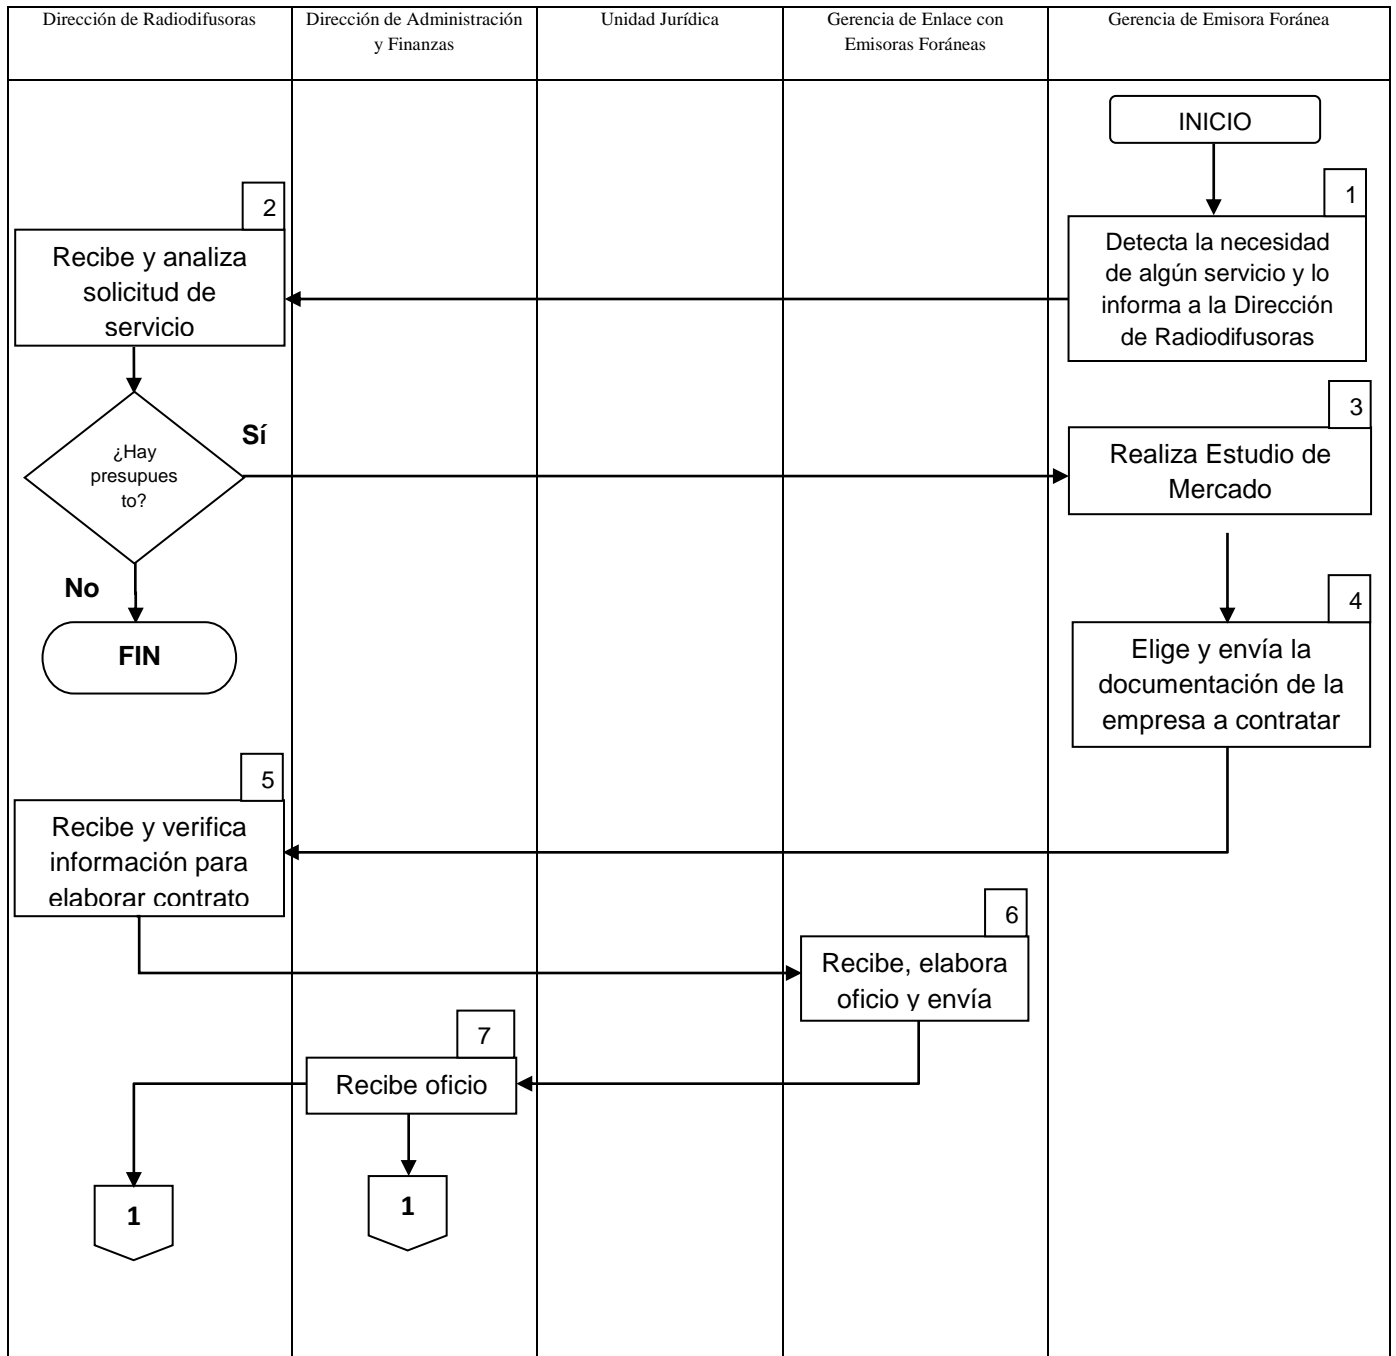 Dirección de Radiodifusoras
Dirección de Administración
y Finanzas
Unidad Jurídica
Gerencia de Enlace con
Emisoras Foráneas
Gerencia de Emisora Foránea
INICIO
1
Detecta la necesidad
de algún servicio y lo
informa a la Dirección
de Radiodifusoras
2
Recibe y analiza
solicitud de
servicio
¿Hay
presupues
to?
Sí
No
FIN
3
Realiza Estudio de
Mercado
4
Elige y envía la
documentación de la
empresa a contratar
5
Recibe y verifica
información para
elaborar contrato
6
Recibe, elabora
oficio y envía
7
Recibe oficio
1
1